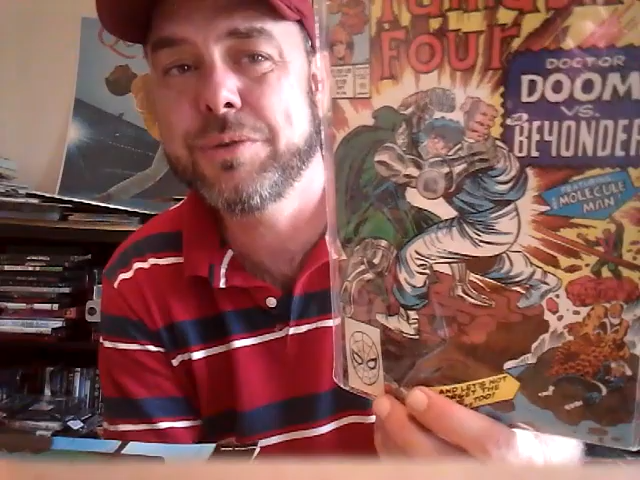 FOUR
DOCTOR
DOOM
VS.
BEYONDER
FEATURING:
MOLECULE
MAN!
AND LET'S NOT
THE
TOO!